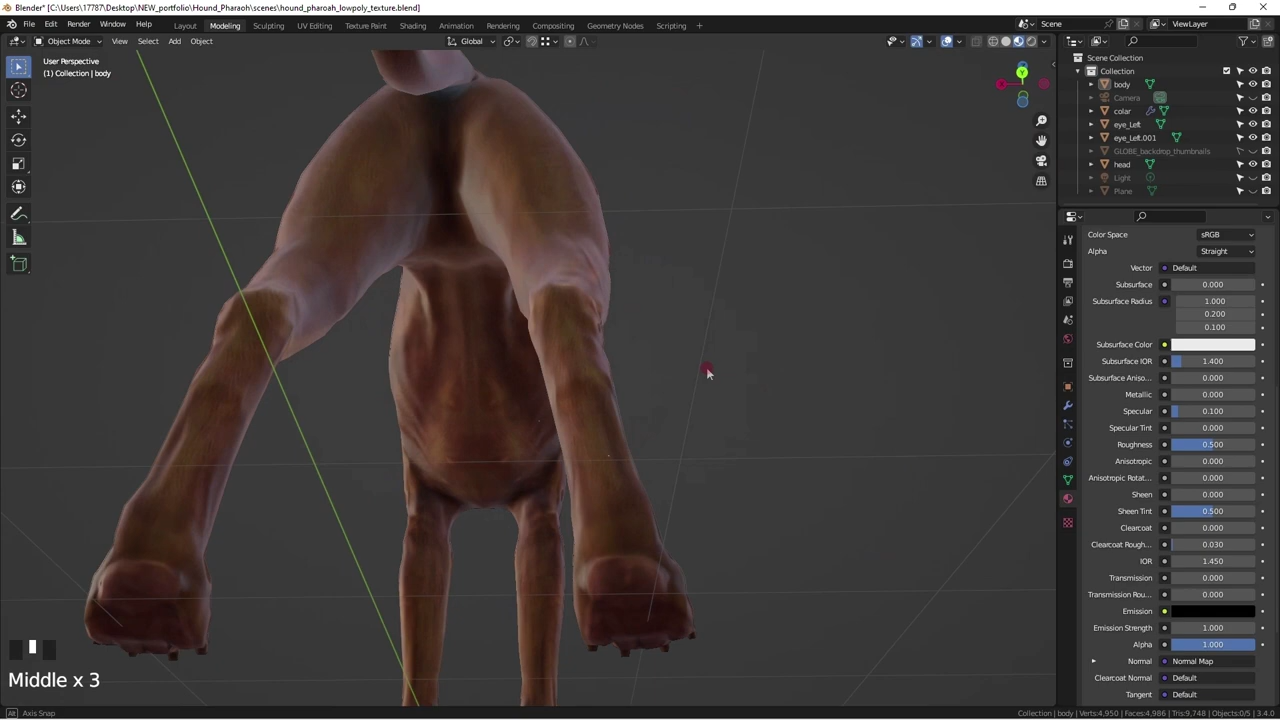 Blender* [C:\Users\17787\Desktop\NEW_portfolio\Hound_Pharaoh\scenes\hound_pharoah_lowpoly_texture.blend]
File Edit Render Window Help Layout Modeling Sculpting UV Editing Texture Paint Shading Animation Rendering Compositing Geometry Nodes Scripting + Scene ViewLayer
Object Mode View Select Add Object Global
User Perspective
(1) Collection | body
Y
Scene Collection
Collection
body
Camera
colar
eye_Left
eye_Left.001
GLOBE_backdrop_thumbnails
head
Light
Plane
Color Space sRGB
Alpha Straight
Vector Default
Subsurface 0.000
Subsurface Radius 1.000
0.200
0.100
Subsurface Color
Subsurface IOR 1.400
Subsurface Aniso... 0.000
Metallic 0.000
Specular 0.100
Specular Tint 0.000
Roughness 0.500
Anisotropic 0.000
Anisotropic Rotat... 0.000
Sheen 0.000
Sheen Tint 0.500
Clearcoat 0.000
Clearcoat Rough... 0.030
IOR 1.450
Transmission 0.000
Transmission Rou... 0.000
Emission
Emission Strength 1.000
Alpha 1.000
Normal Normal Map
Clearcoat Normal Default
Tangent Default
Middle x 3
Alt Axis Snap
Collection | body | Verts:4,950 | Faces:4,986 | Tris:9,748 | Objects:0/5 | 3.4.0